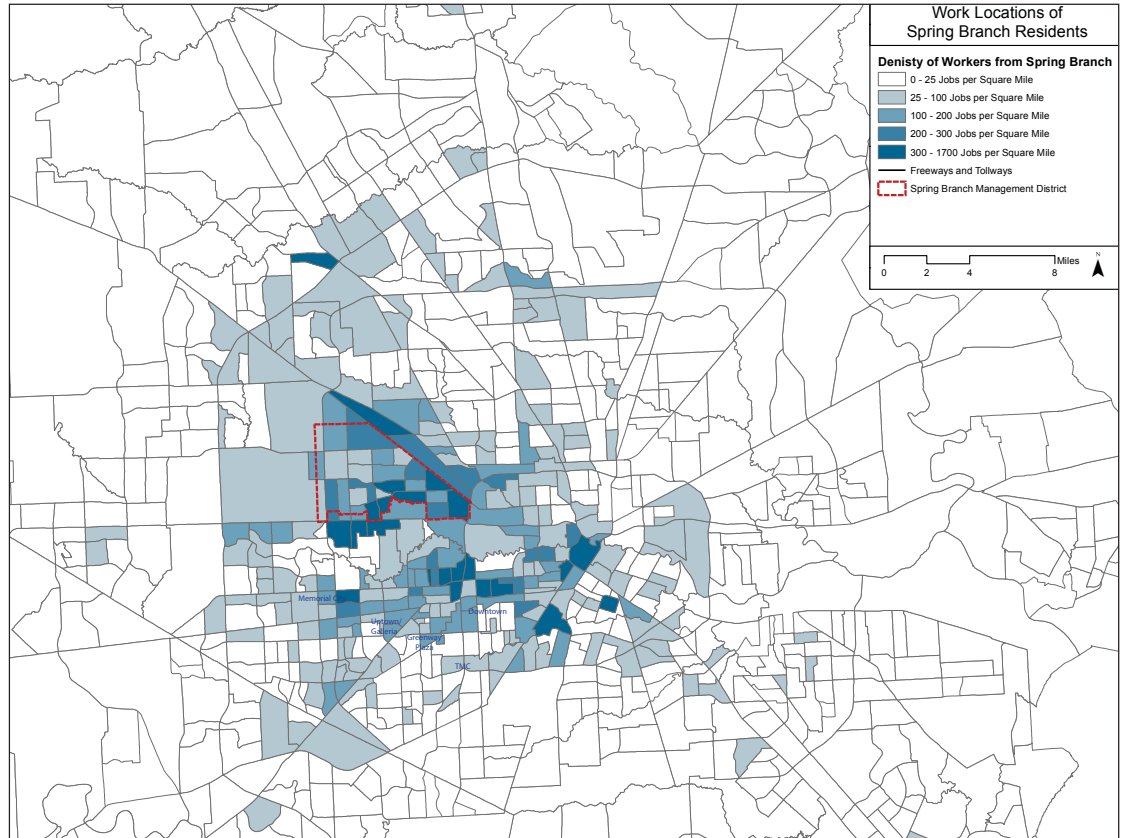 Work Locations of
Spring Branch Residents
Denisty of Workers from Spring Branch
0 - 25 Jobs per Square Mile
25 - 100 Jobs per Square Mile
100 - 200 Jobs per Square Mile
200 - 300 Jobs per Square Mile
300 - 1700 Jobs per Square Mile
Freeways and Tollways
Spring Branch Management District
N
Miles
0 2 4 8
Memorial City
Uptown/
Galleria
Downtown
Greenway
Plaza
TMC